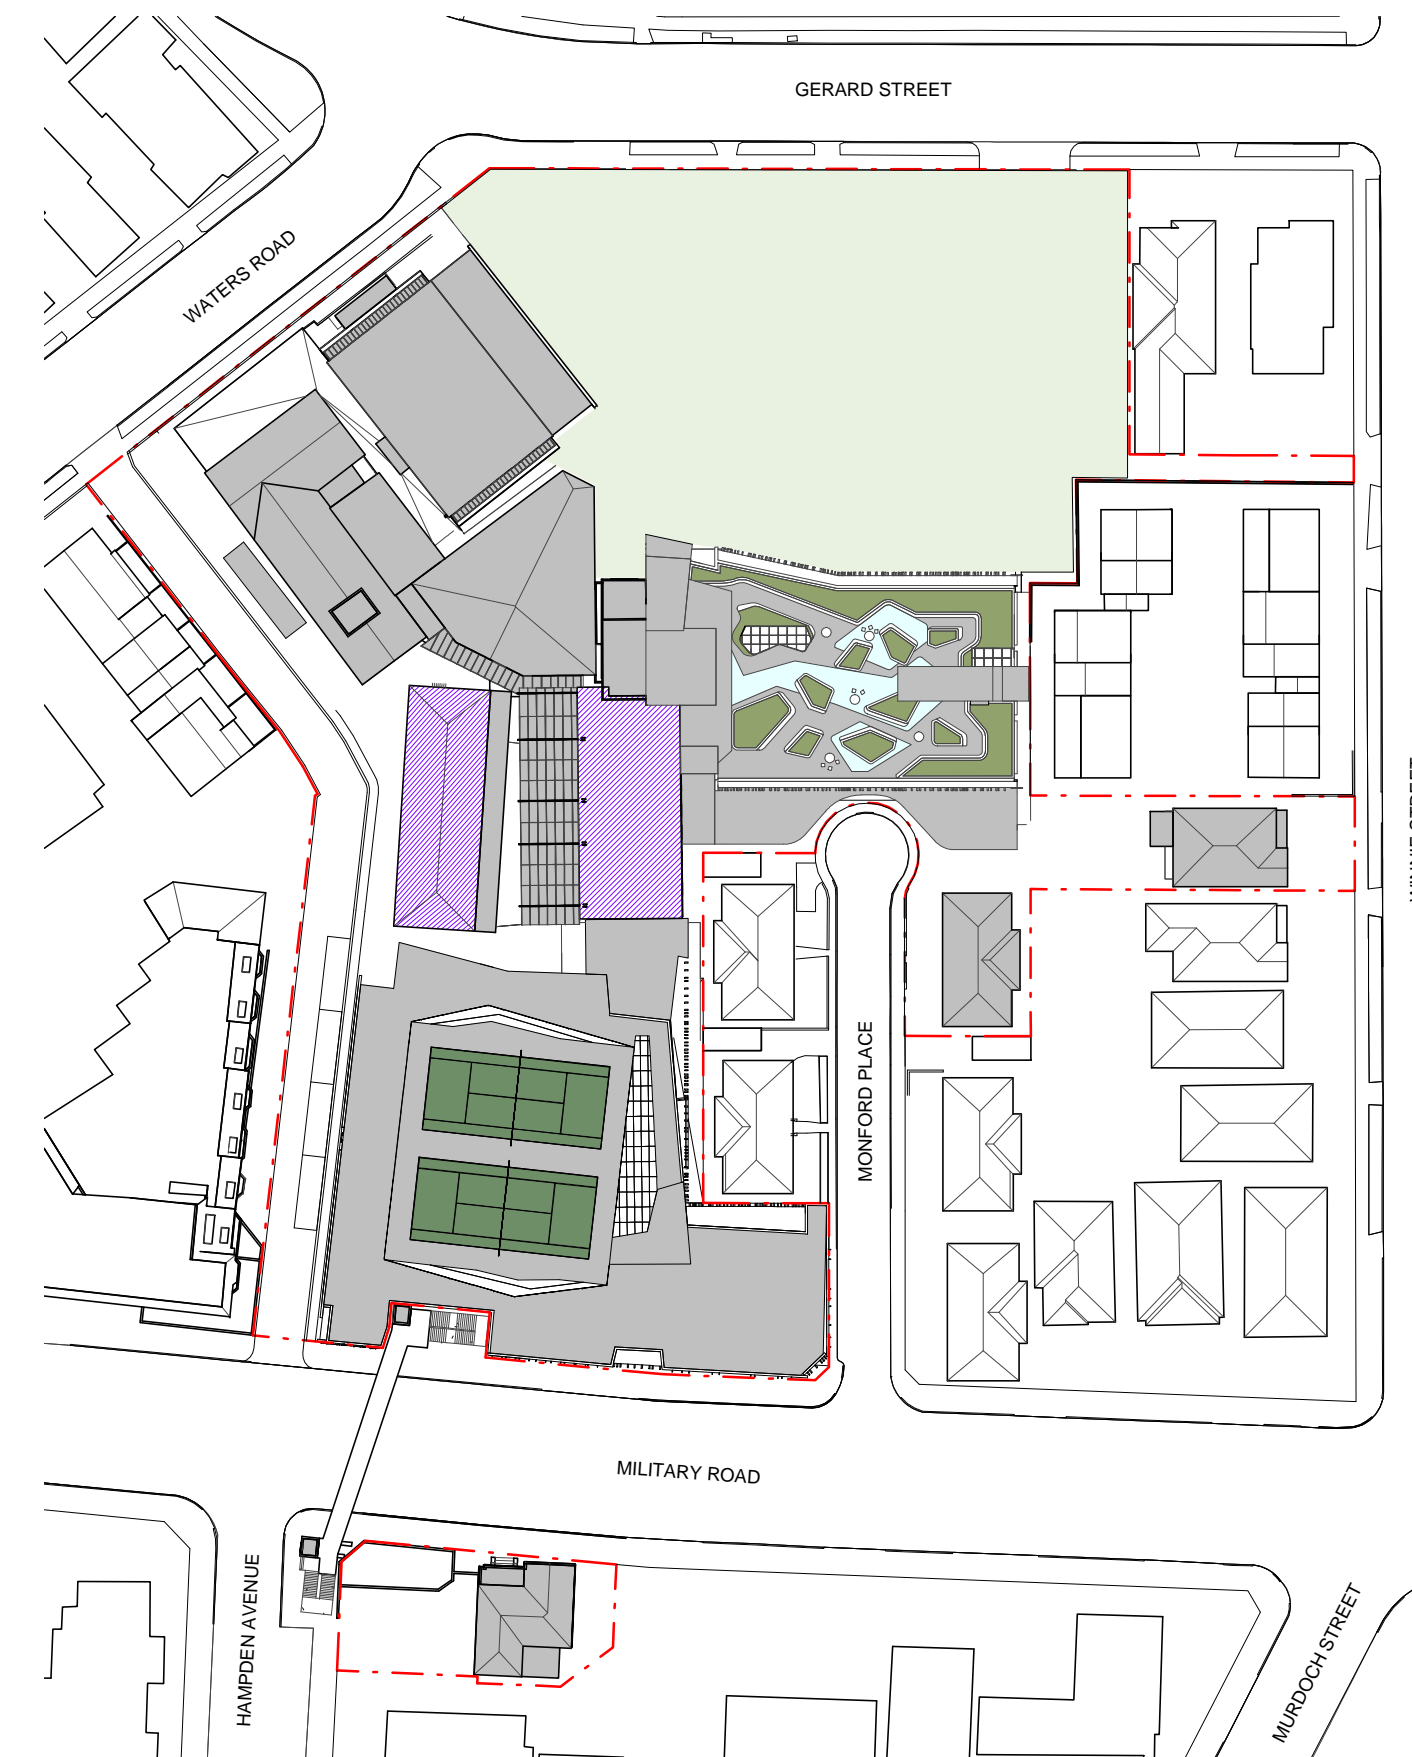 GERARD STREET
WATERS ROAD
MONFORD PLACE
MILITARY ROAD
HAMPDEN AVENUE
MURDOCH STREET